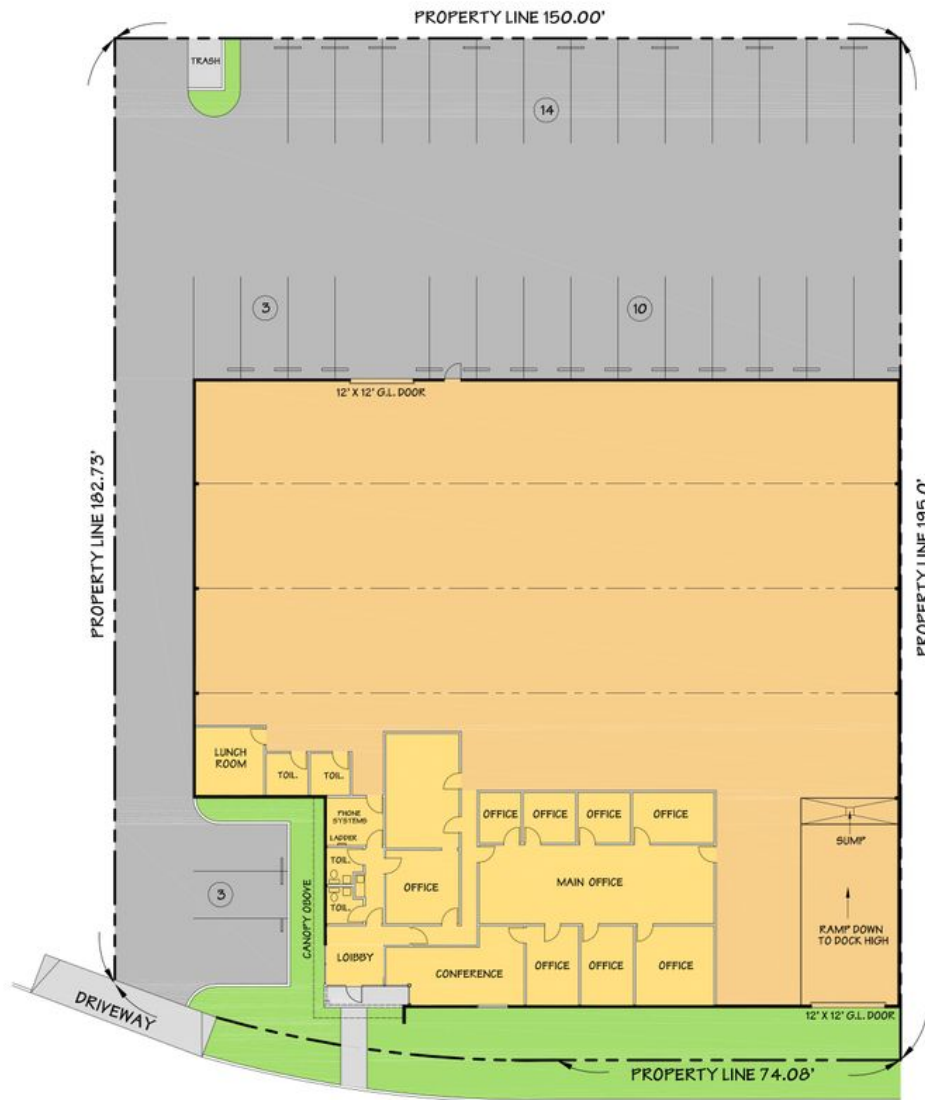 PROPERTY LINE 150.00'
TRASH
14
3
10
12' X 12' G.L. DOOR
PROPERTY LINE 182.73'
PROPERTY LINE 195.0'
LUNCH
ROOM
TOIL.
TOIL.
PHONE
SYSTEMS
LADDER
OFFICE
OFFICE
OFFICE
OFFICE
SUMP
TOIL.
OFFICE
MAIN OFFICE
3
CANOPY OBOVE
TOIL.
RAMP DOWN
TO DOCK HIGH
LOIBBY
CONFERENCE
OFFICE
OFFICE
OFFICE
DRIVEWAY
12' X 12' G.L. DOOR
PROPERTY LINE 74.08'